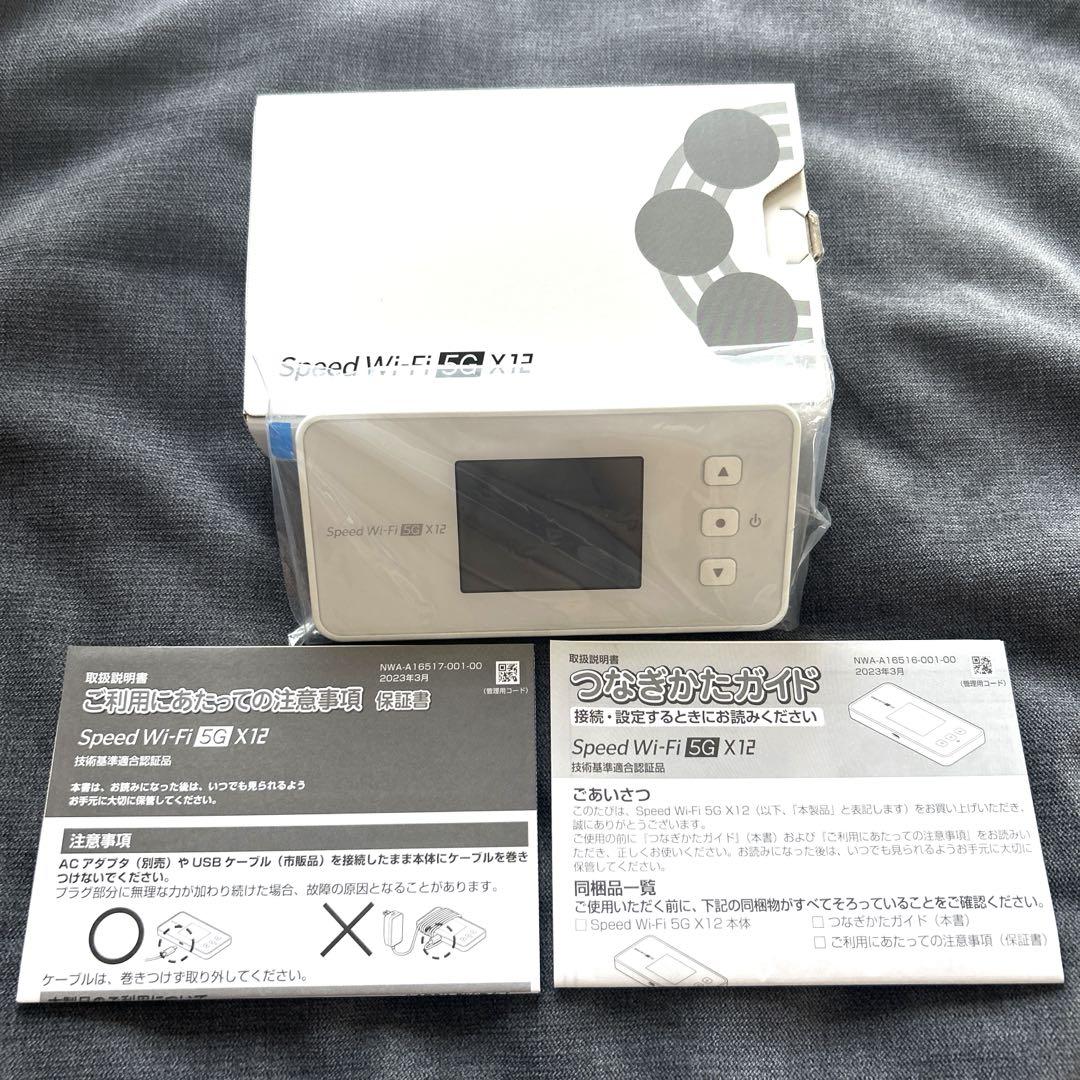 Speed Wi-Fi 5G X12
Speed Wi-Fi 5G X12
取扱説明書
NWA-A16517-001-00
2023年3月
(管理用コード)
ご利用にあたっての注意事項 保証書
Speed Wi-Fi 5G X12
技術基準適合認証品
本書は、お読みになった後は、いつでも見られるよう
お手元に大切に保管してください。
注意事項
ACアダプタ（別売）やUSBケーブル（市販品）を接続したまま本体にケーブルを巻き
つけないでください。
プラグ部分に無理な力が加わり続けた場合、故障の原因となることがあります。
ケーブルは、巻きつけず取り外してください。
本製品のご利用について
取扱説明書
NWA-A16516-001-00
2023年3月
(管理用コード)
つなぎかたガイド
接続・設定するときにお読みください
Speed Wi-Fi 5G X12
技術基準適合認証品
ごあいさつ
このたびは、Speed Wi-Fi 5G X12（以下、「本製品」と表記します）をお買い上げいただき、
誠にありがとうございます。
ご使用の前に『つなぎかたガイド』（本書）および『ご利用にあたっての注意事項』をお読みい
ただき、正しくお使いください。お読みになった後は、いつでも見られるようお手元に大切に
保管してください。
同梱品一覧
ご使用いただく前に、下記の同梱物がすべてそろっていることをご確認ください。
□ Speed Wi-Fi 5G X12 本体
□ つなぎかたガイド（本書）
□ ご利用にあたっての注意事項（保証書）